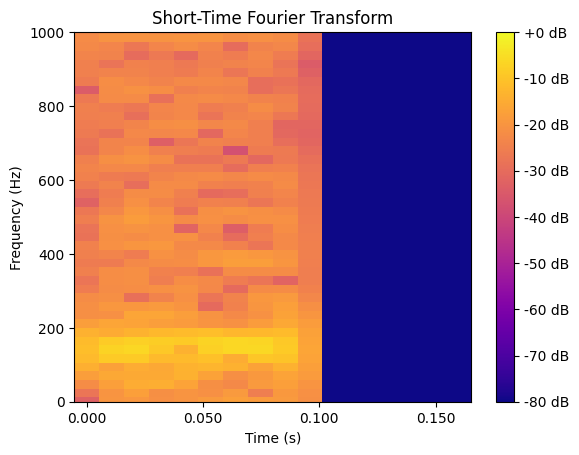 Short-Time Fourier Transform
Frequency (Hz)
1000
800
600
400
200
0
0.000
0.050
0.100
0.150
Time (s)
+0 dB
-10 dB
-20 dB
-30 dB
-40 dB
-50 dB
-60 dB
-70 dB
-80 dB